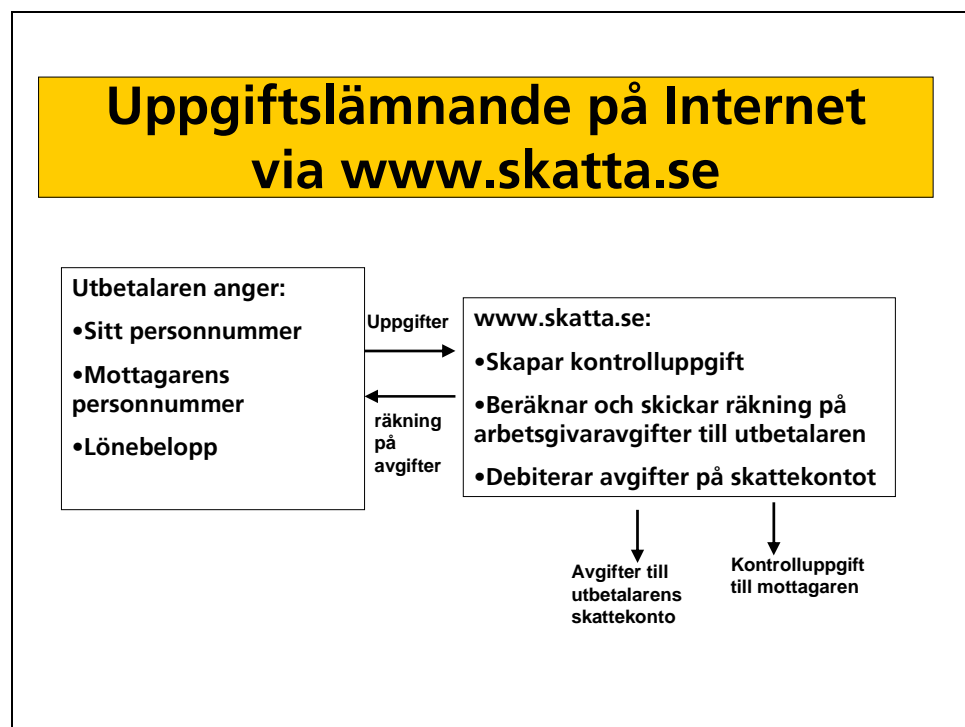 Uppgiftslämnande på Internet
via www.skatta.se
Utbetalaren anger:
•Sitt personnummer
•Mottagarens
personnummer
•Lönebelopp
Uppgifter
räkning
på
avgifter
www.skatta.se:
•Skapar kontrolluppgift
•Beräknar och skickar räkning på
arbetsgivaravgifter till utbetalaren
•Debiterar avgifter på skattekontot
Avgifter till
utbetalarens
skattekonto
Kontrolluppgift
till mottagaren